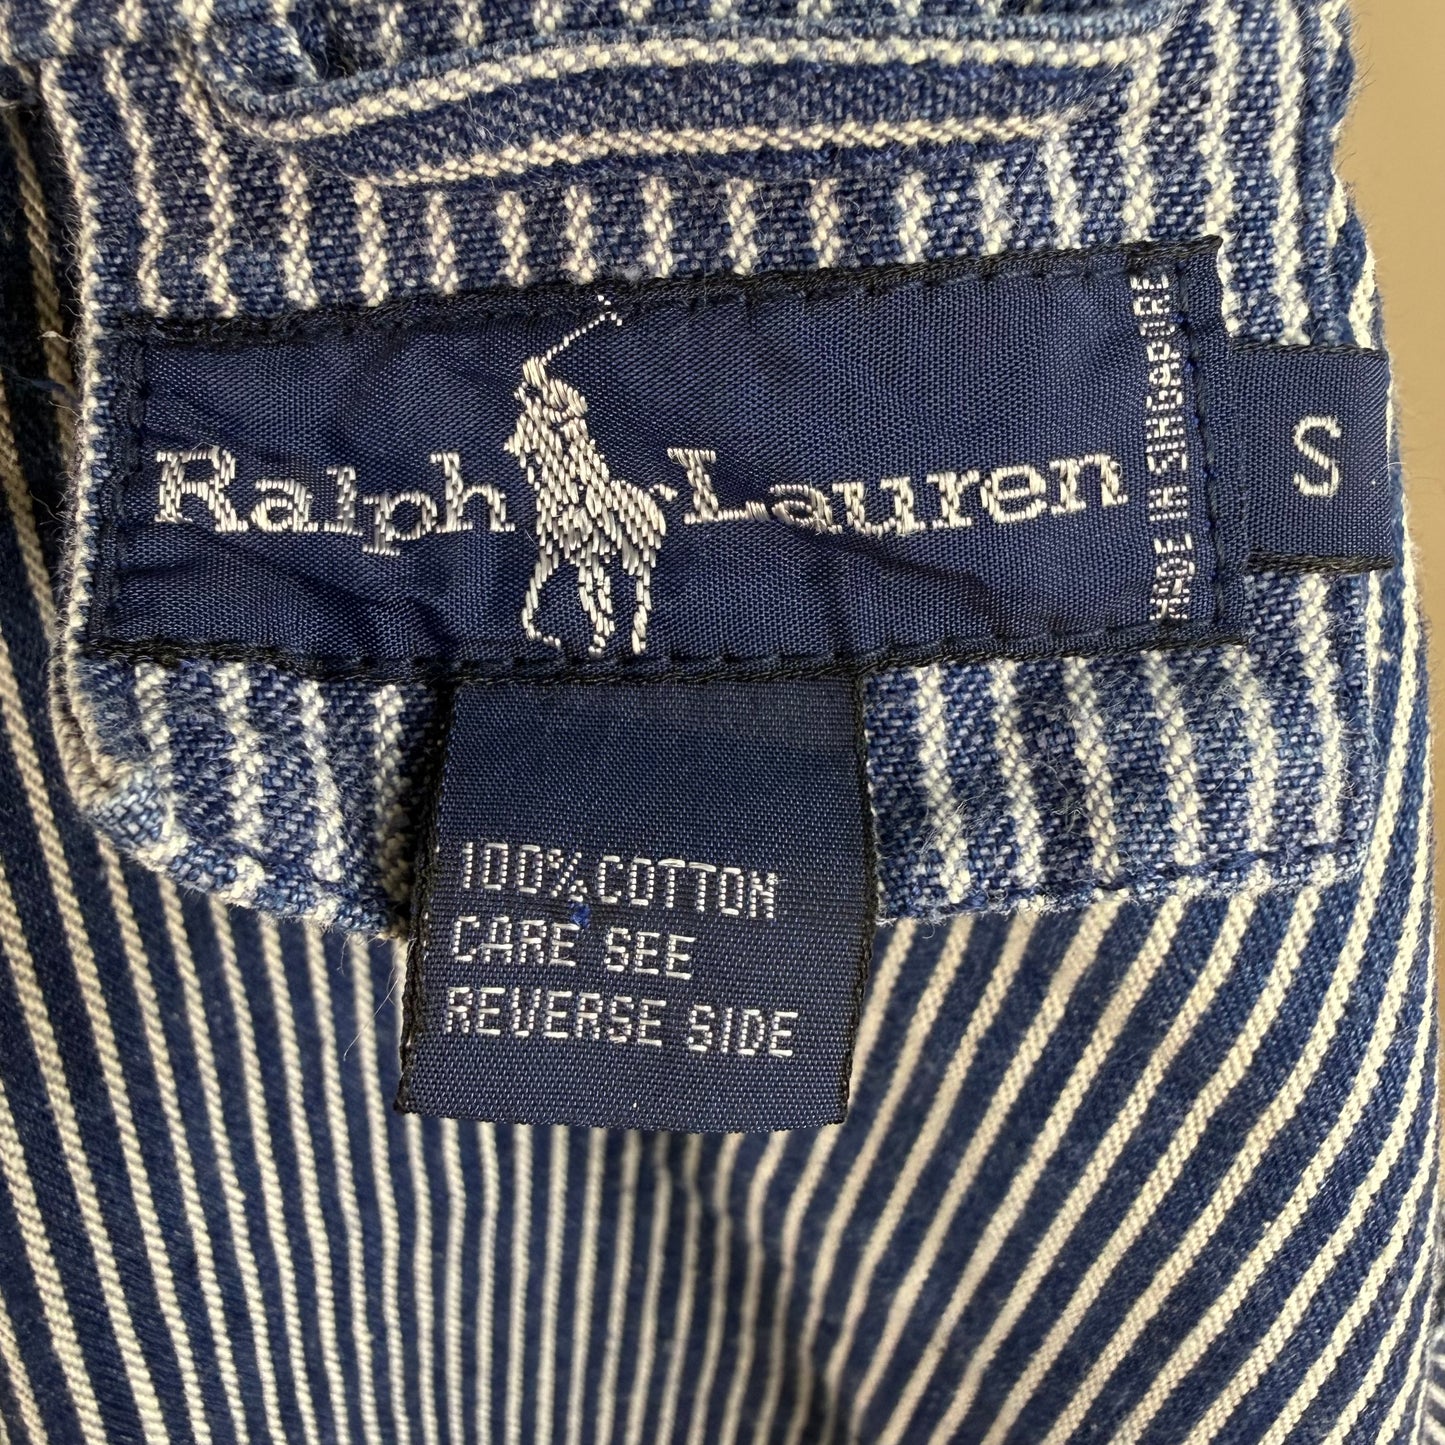 Ralph Lauren
MADE IN SINGAPORE
S
100% COTTON
CARE SEE
REVERSE SIDE